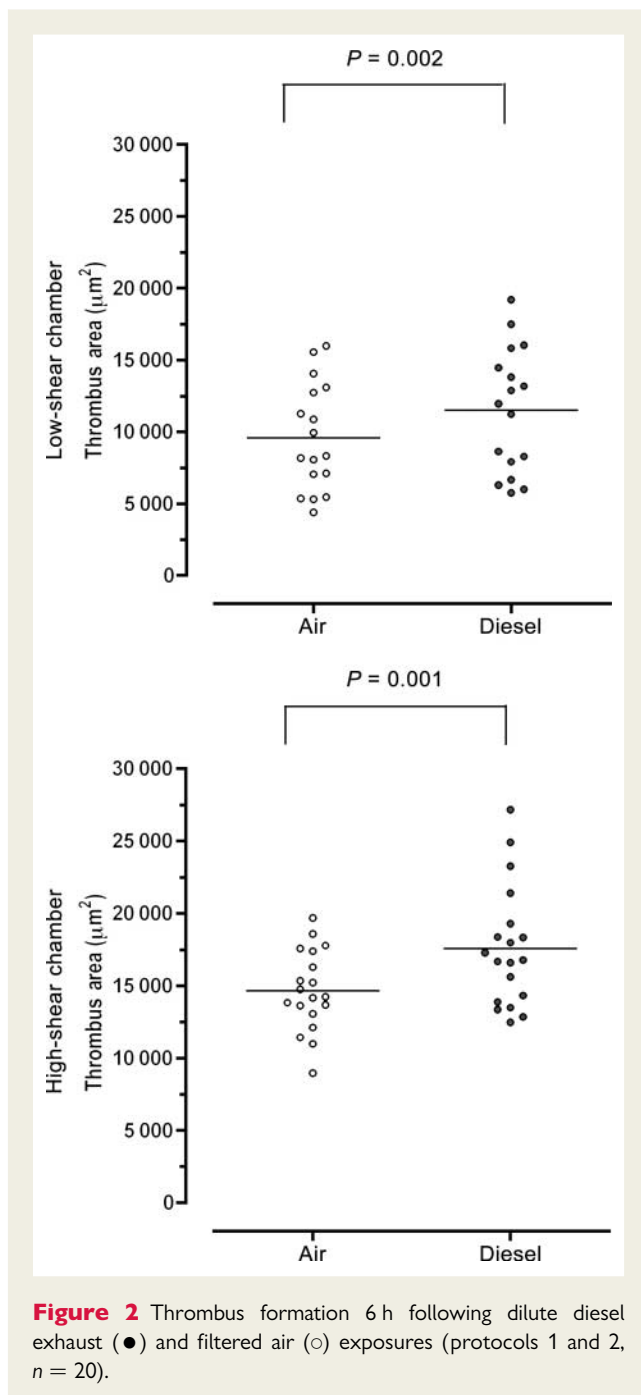 P = 0.002
30 000
25 000
20 000
15 000
10 000
5 000
0
Low-shear chamber
Thrombus area (μm²)
Air Diesel
P = 0.001
30 000
25 000
20 000
15 000
10 000
5 000
0
High-shear chamber
Thrombus area (μm²)
Air Diesel
Figure 2 Thrombus formation 6 h following dilute diesel
exhaust (●) and filtered air (○) exposures (protocols 1 and 2,
n = 20).